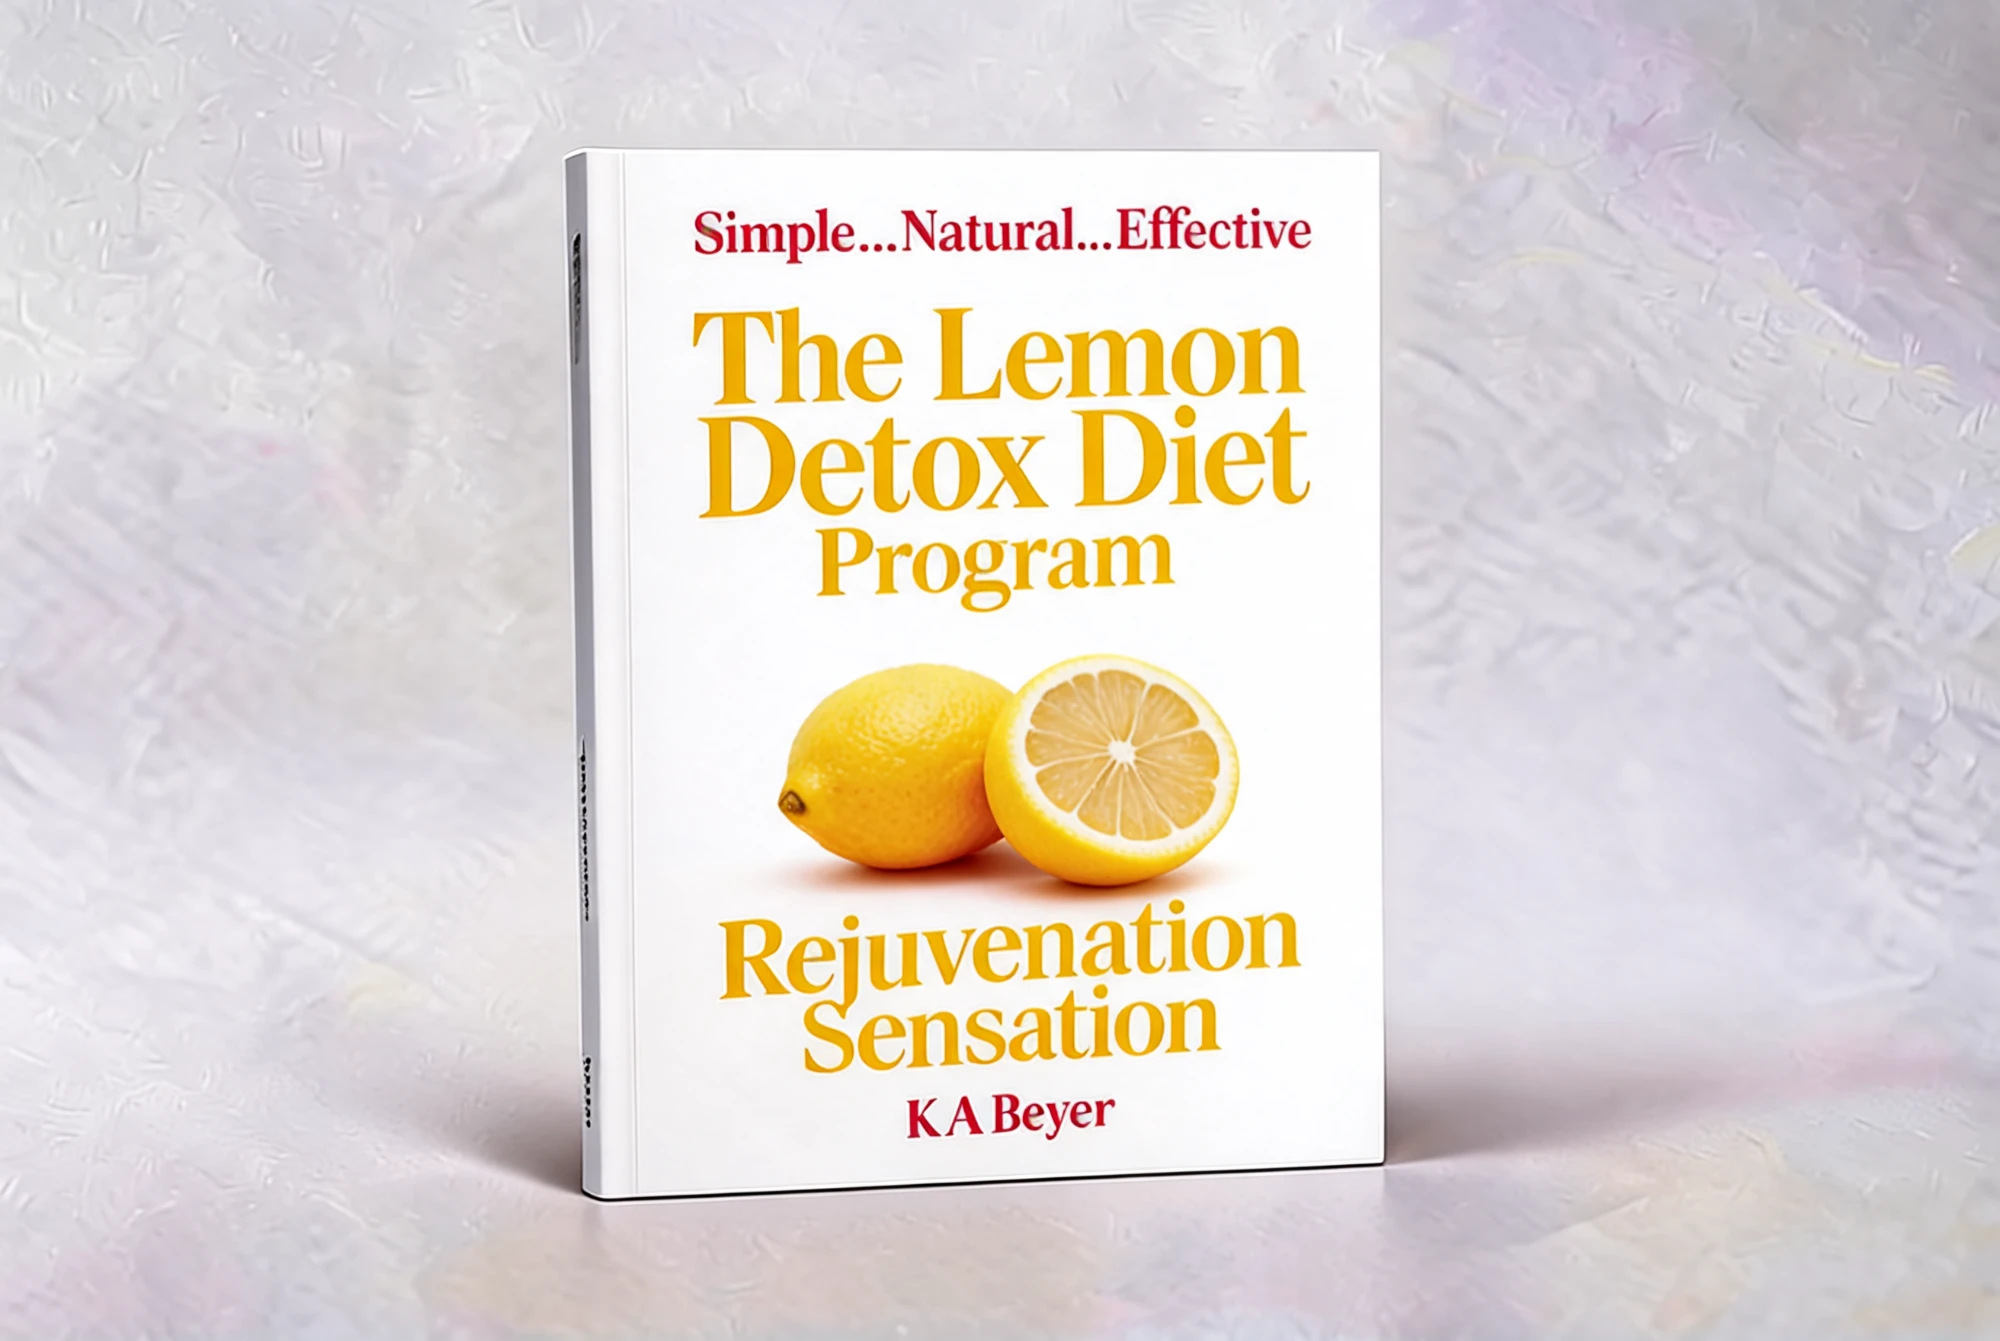 Simple...Natural...Effective
The Lemon
Detox Diet
Program
Rejuvenation
Sensation
K A Beyer